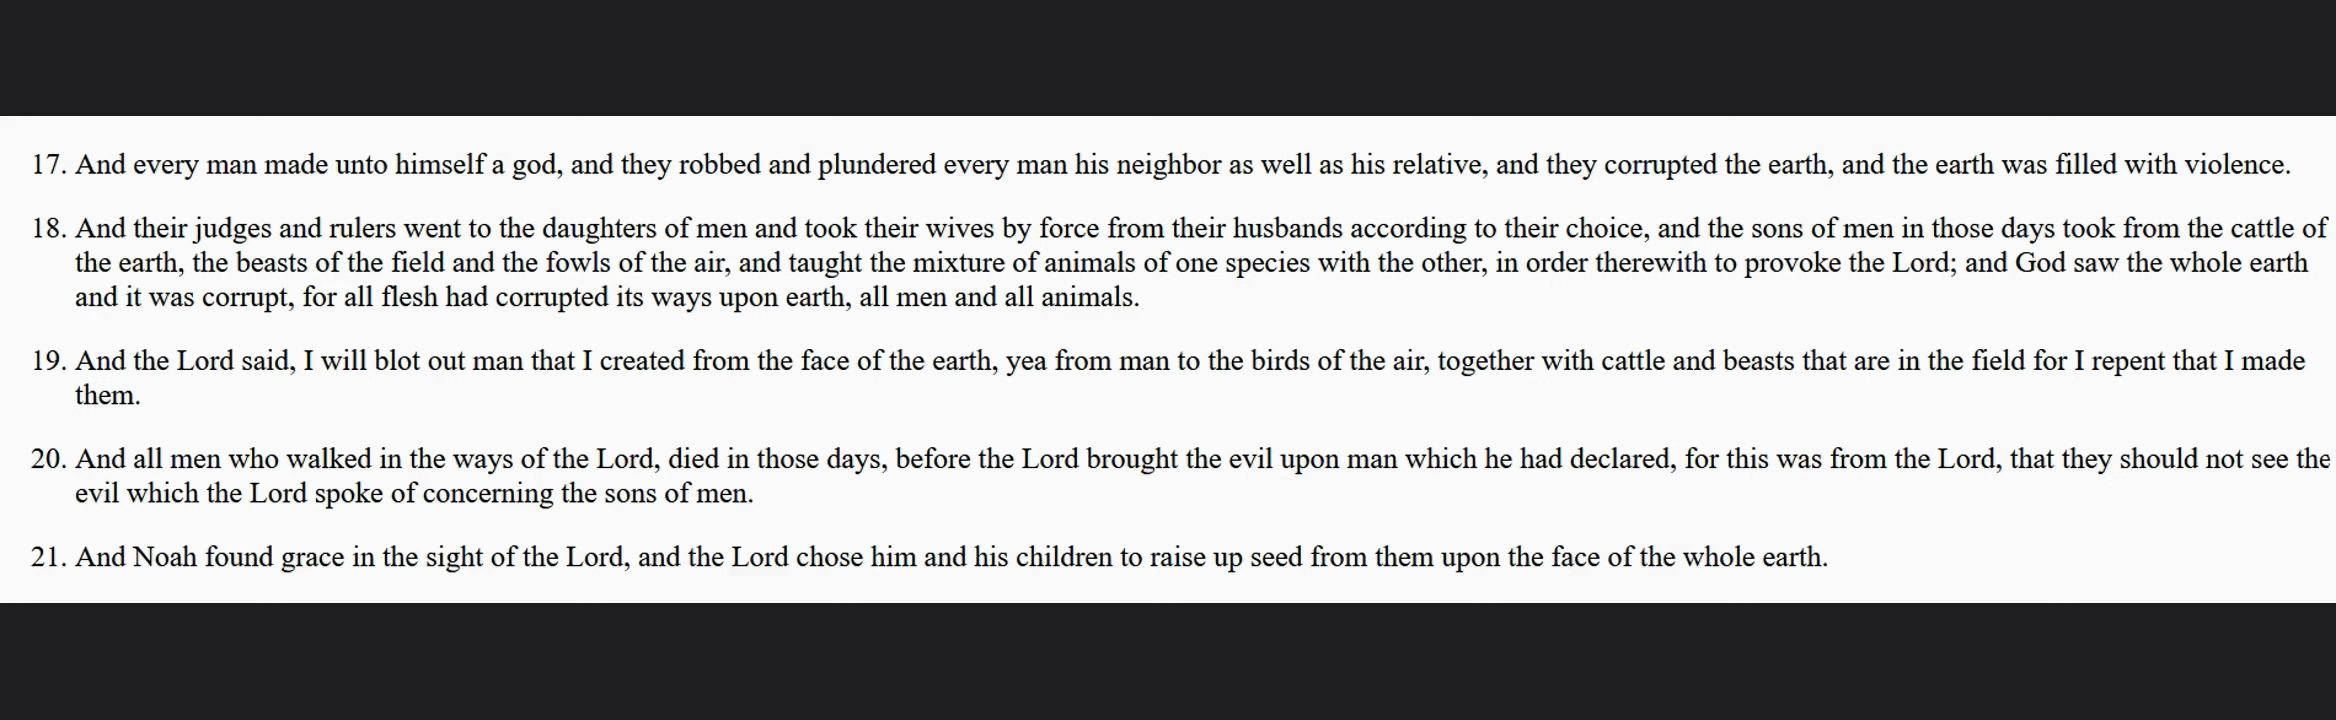 17. And every man made unto himself a god, and they robbed and plundered every man his neighbor as well as his relative, and they corrupted the earth, and the earth was filled with violence.
18. And their judges and rulers went to the daughters of men and took their wives by force from their husbands according to their choice, and the sons of men in those days took from the cattle of
the earth, the beasts of the field and the fowls of the air, and taught the mixture of animals of one species with the other, in order therewith to provoke the Lord; and God saw the whole earth
and it was corrupt, for all flesh had corrupted its ways upon earth, all men and all animals.
19. And the Lord said, I will blot out man that I created from the face of the earth, yea from man to the birds of the air, together with cattle and beasts that are in the field for I repent that I made
them.
20. And all men who walked in the ways of the Lord, died in those days, before the Lord brought the evil upon man which he had declared, for this was from the Lord, that they should not see the
evil which the Lord spoke of concerning the sons of men.
21. And Noah found grace in the sight of the Lord, and the Lord chose him and his children to raise up seed from them upon the face of the whole earth.